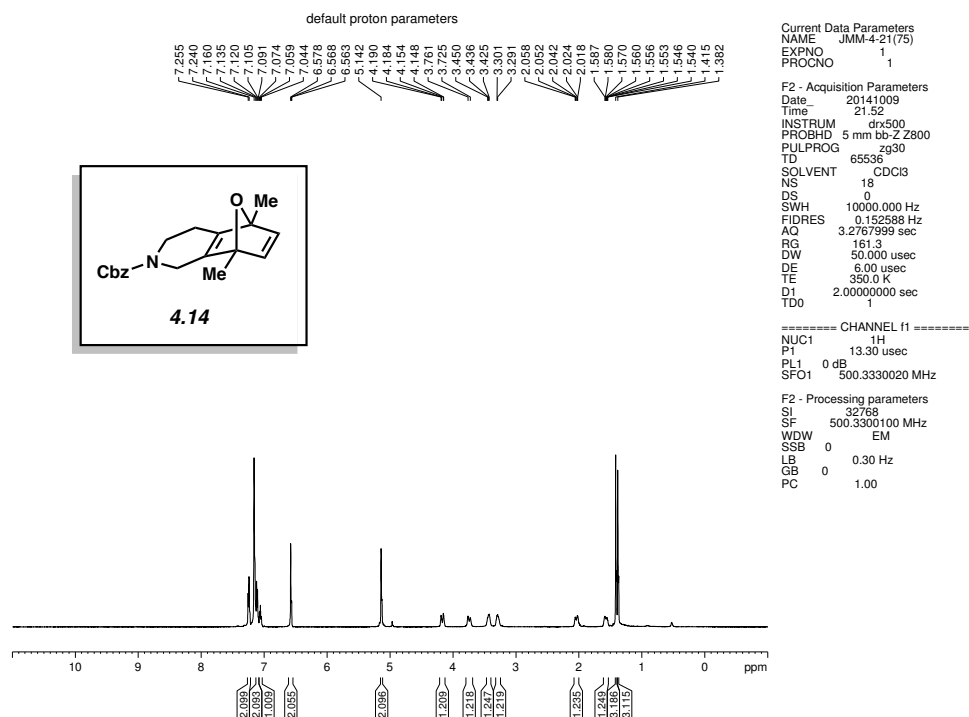 default proton parameters
7.255
7.240
7.160
7.135
7.120
7.105
7.091
7.074
7.059
7.044
6.578
6.568
6.563
5.142
4.190
4.184
4.154
4.148
3.761
3.725
3.450
3.436
3.425
3.301
3.291
2.058
2.052
2.042
2.024
2.018
1.587
1.580
1.570
1.560
1.556
1.553
1.546
1.540
1.415
1.382
O
Me
N
Cbz
Me
4.14
Current Data Parameters
NAME JMM-4-21(75)
EXPNO 1
PROCNO 1
F2 - Acquisition Parameters
Date_ 20141009
Time 21.52
INSTRUM drx500
PROBHD 5 mm bb-Z Z800
PULPROG zg30
TD 65536
SOLVENT CDCl3
NS 18
DS 0
SWH 10000.000 Hz
FIDRES 0.152588 Hz
AQ 3.2767999 sec
RG 161.3
DW 50.000 usec
DE 6.00 usec
TE 350.0 K
D1 2.00000000 sec
TD0 1
======== CHANNEL f1 ========
NUC1 1H
P1 13.30 usec
PL1 0 dB
SFO1 500.3330020 MHz
F2 - Processing parameters
SI 32768
SF 500.3300100 MHz
WDW EM
SSB 0
LB 0.30 Hz
GB 0
PC 1.00
10 9 8 7 6 5 4 3 2 1 0 ppm
2.099
2.093
1.009
2.055
2.096
1.209
1.218
1.247
1.219
1.235
1.249
3.186
3.115